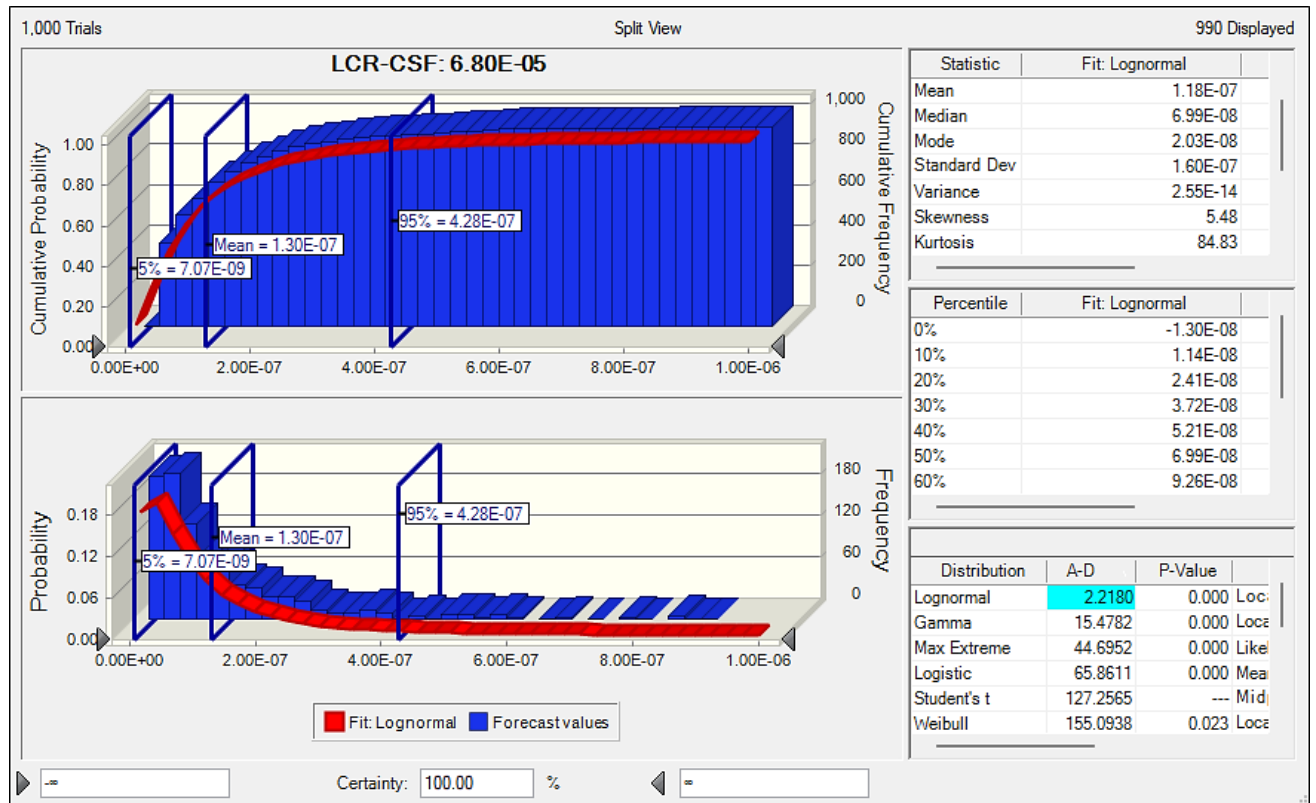 1,000 Trials Split View 990 Displayed
LCR-CSF: 6.80E-05
Cumulative Probability
1.00
0.80
0.60
0.40
0.20
0.00
Mean = 1.30E-07
5% = 7.07E-09
95% = 4.28E-07
1,000
800
600
400
200
0
Cumulative Frequency
0.00E+00 2.00E-07 4.00E-07 6.00E-07 8.00E-07 1.00E-06
Probability
0.18
0.12
0.06
0.00
95% = 4.28E-07
Mean = 1.30E-07
5% = 7.07E-09
180
120
60
0
Frequency
0.00E+00 2.00E-07 4.00E-07 6.00E-07 8.00E-07 1.00E-06
Fit: Lognormal Forecast values
Statistic Fit: Lognormal
Mean 1.18E-07
Median 6.99E-08
Mode 2.03E-08
Standard Dev 1.60E-07
Variance 2.55E-14
Skewness 5.48
Kurtosis 84.83
Percentile Fit: Lognormal
0% -1.30E-08
10% 1.14E-08
20% 2.41E-08
30% 3.72E-08
40% 5.21E-08
50% 6.99E-08
60% 9.26E-08
Distribution A-D P-Value
Lognormal 2.2180 0.000
Gamma 15.4782 0.000 Loca
Max Extreme 44.6952 0.000 Like
Logistic 65.8611 0.000 Mea
Student's t 127.2565 --- Mid
Weibull 155.0938 0.023 Loca
-∞ Certainty: 100.00 % ∞